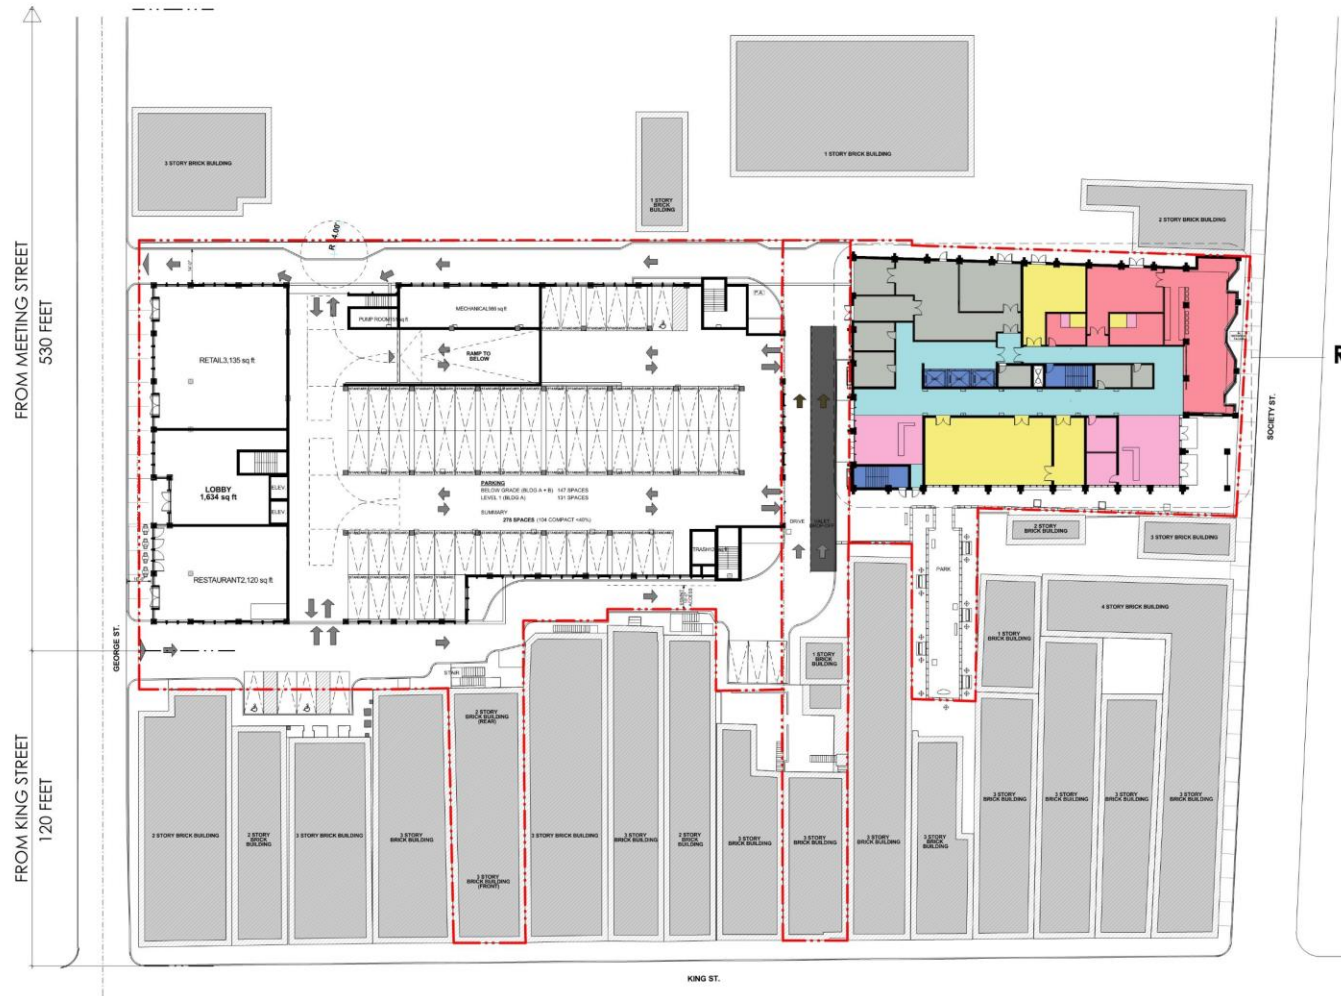 FROM MEETING STREET
530 FEET
FROM KING STREET
120 FEET
GEORGE ST.
SOCIETY ST.
KING ST.
3 STORY BRICK BUILDING
1 STORY
BRICK
BUILDING
1 STORY BRICK BUILDING
2 STORY BRICK BUILDING
RETAIL3,135 sq ft
LOBBY
1,634 sq ft
ELEV.
ELEV.
RESTAURANT2,120 sq ft
MECHANICAL
sq ft
PUMP ROOM
RAMP TO
BELOW
PARKING
BELOW GRADE (BLDG A + B) 147 SPACES
LEVEL 1 (BLDG A) 131 SPACES
SUMMARY
278 SPACES (104 COMPACT <40%)
TRASH
DRIVE
VALET
PARK
STAIR
2 STORY
BRICK BUILDING
3 STORY BRICK BUILDING
1 STORY
BRICK BUILDING
4 STORY BRICK BUILDING
1 STORY
BRICK
BUILDING
2 STORY
BRICK BUILDING
(REAR)
3 STORY
BRICK BUILDING
(FRONT)
3 STORY BRICK BUILDING
2 STORY
BRICK
BUILDING
3 STORY BRICK BUILDING
3 STORY
BRICK BUILDING
3 STORY BRICK BUILDING
3 STORY
BRICK BUILDING
2 STORY
BRICK
BUILDING
3 STORY
BRICK BUILDING
3 STORY
BRICK BUILDING
3 STORY
BRICK BUILDING
3 STORY
BRICK BUILDING
3 STORY
BRICK BUILDING
3 STORY
BRICK BUILDING
3 STORY
BRICK BUILDING
3 STORY
BRICK BUILDING